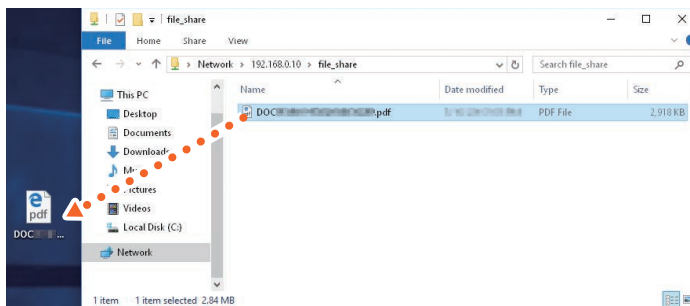 file_share
File Home Share View
Network > 192.168.0.10 > file_share
Search file_share
Name Date modified Type Size
This PC
Desktop
Documents
Downloads
Videos
Local Disk (C:)
Network
DOC .pdf PDF File 2,918 KB
pdf
DOC ...
1 item 1 item selected 2.84 MB